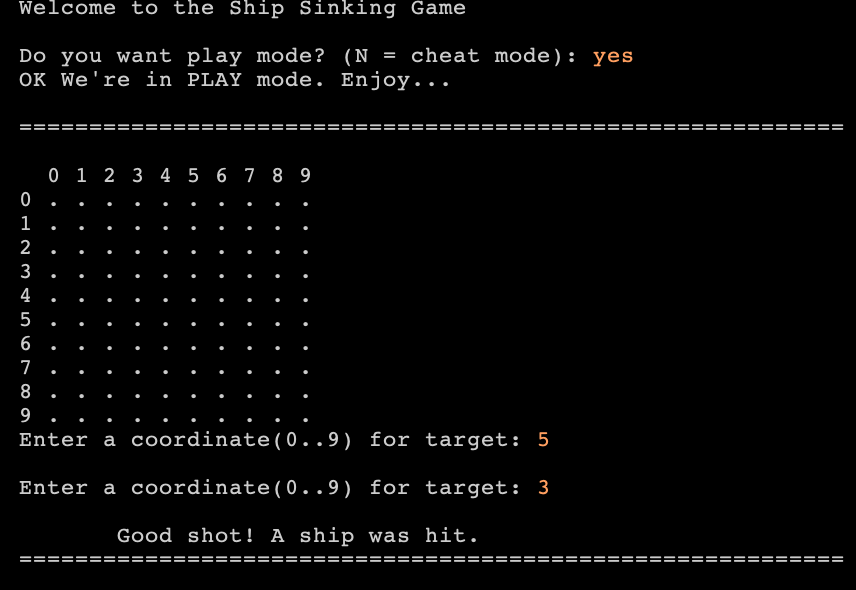 Welcome to the Ship Sinking Game
Do you want play mode? (N = cheat mode): yes
OK We're in PLAY mode. Enjoy...
===========================================================
  0 1 2 3 4 5 6 7 8 9
0 . . . . . . . . . .
1 . . . . . . . . . .
2 . . . . . . . . . .
3 . . . . . . . . . .
4 . . . . . . . . . .
5 . . . . . . . . . .
6 . . . . . . . . . .
7 . . . . . . . . . .
8 . . . . . . . . . .
9 . . . . . . . . . .
Enter a coordinate(0..9) for target: 5
Enter a coordinate(0..9) for target: 3
       Good shot! A ship was hit.
===========================================================